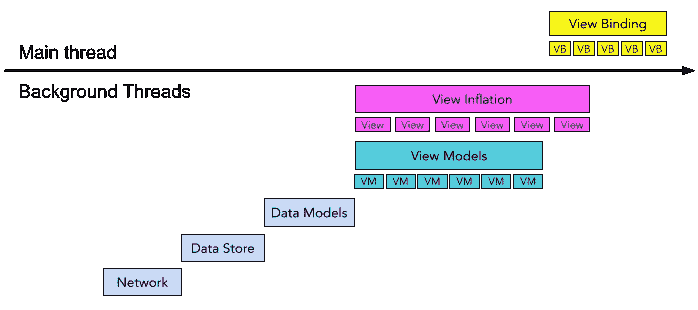 View Binding
VB VB VB VB VB
Main thread
Background Threads
View Inflation
View View View View View View
View Models
VM VM VM VM VM VM
Data Models
Data Store
Network